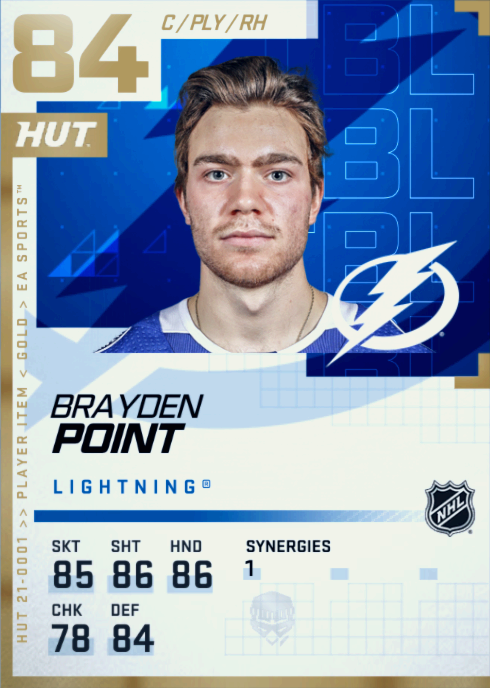 84
C / PLY / RH
HUT
BL
BL
BL
BL
HUT 21-0001 >> PLAYER ITEM < GOLD > EA SPORTS™
BRAYDEN
POINT
LIGHTNING®
NHL
SKT SHT HND SYNERGIES
85 86 86 1
CHK DEF
78 84